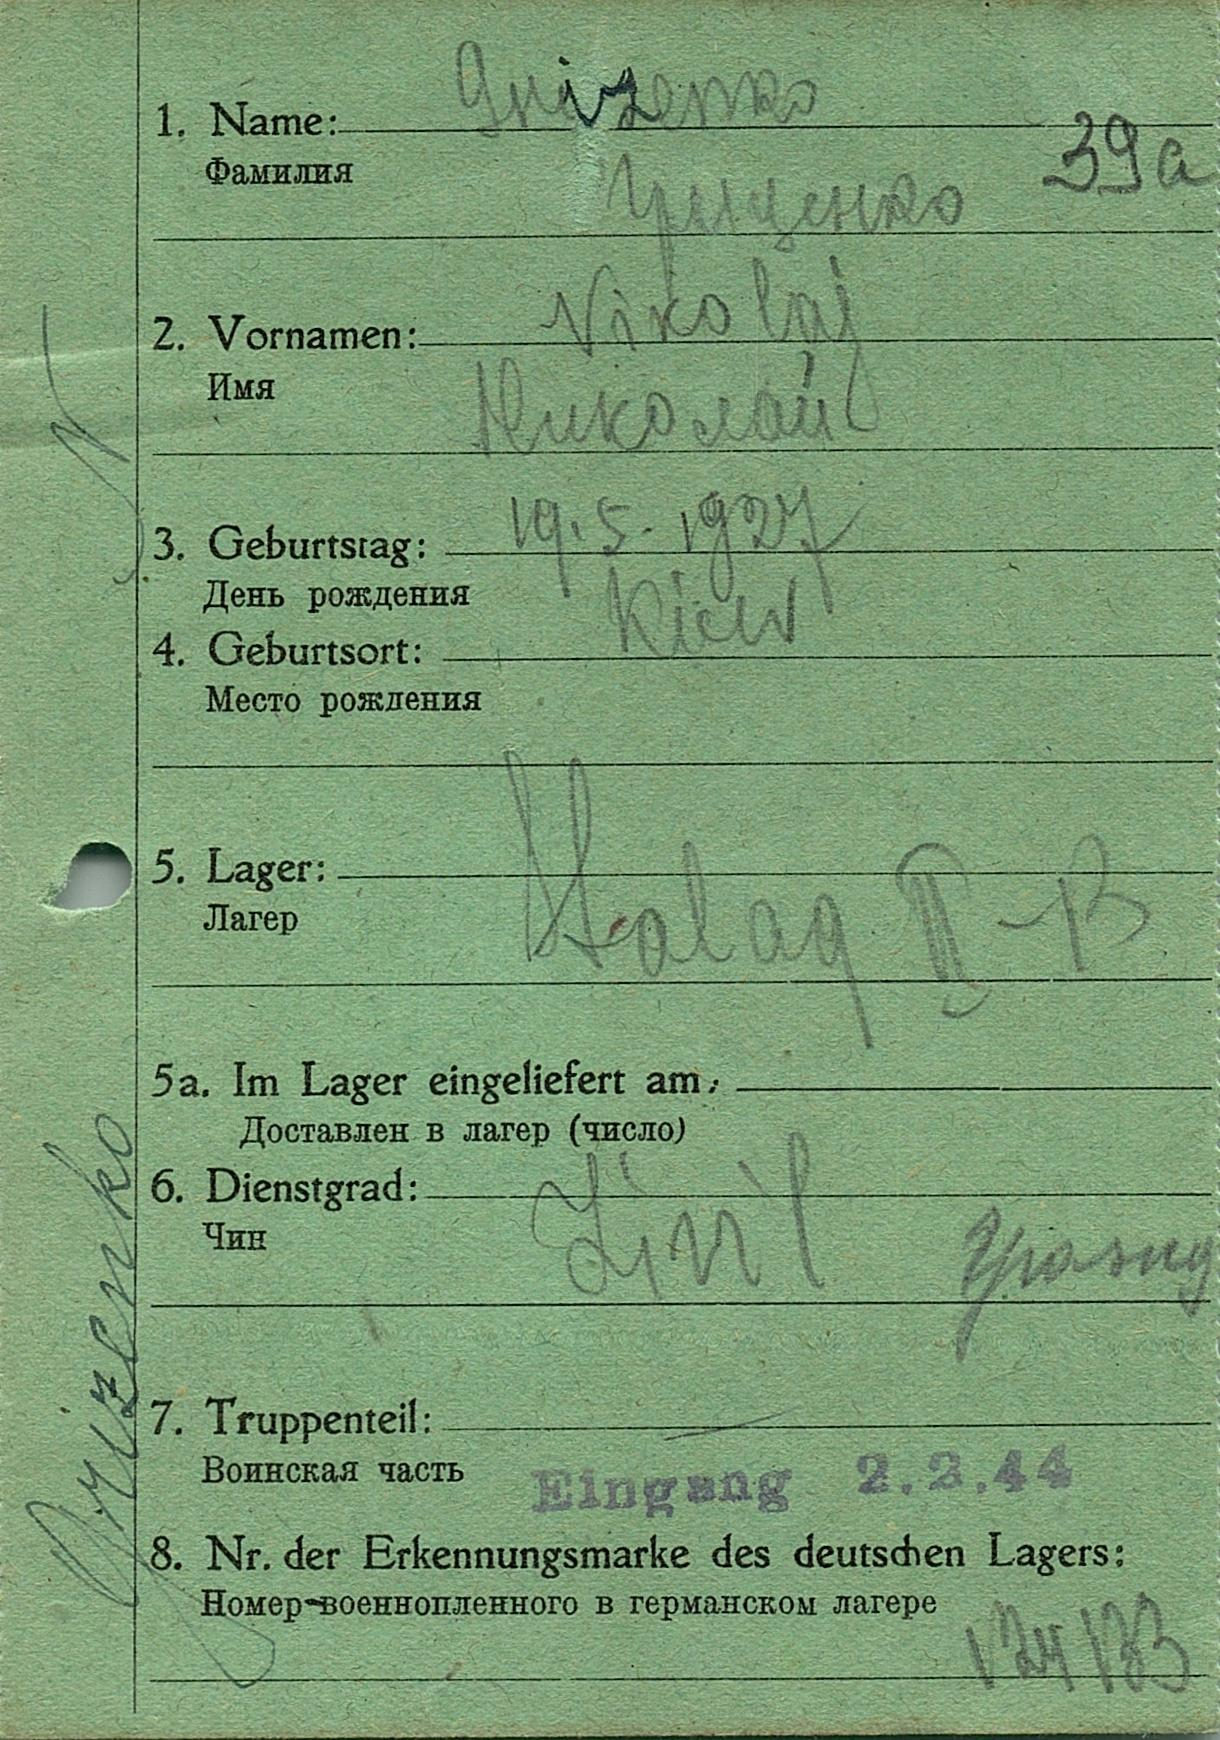 1. Name:
Фамилия
39a
Грищенко
2. Vornamen: Nikolaj
Имя Николай
3. Geburtstag: 19.5.1927
День рождения
4. Geburtsort: Kiew
Место рождения
5. Lager: Stalag II-B
Лагер
5a. Im Lager eingeliefert am:
Доставлен в лагер (число)
6. Dienstgrad: Zivil
Чин
7. Truppenteil: —
Воинская часть
Eingang 2.2.44
8. Nr. der Erkennungsmarke des deutschen Lagers:
Номер военнопленного в германском лагере
Grizenko